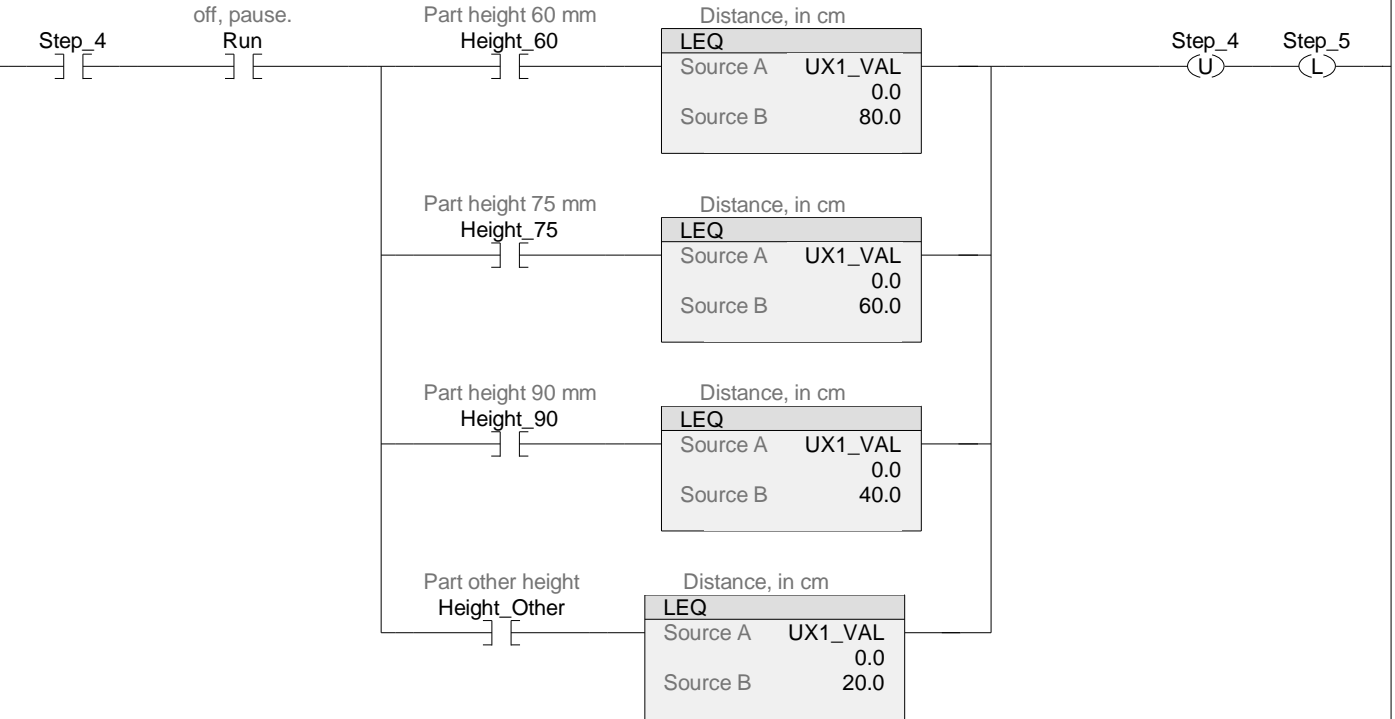 off, pause.
Step_4
Run
Part height 60 mm
Height_60
Distance, in cm
LEQ
Source A UX1_VAL
0.0
Source B 80.0
Step_4
U
Step_5
L
Part height 75 mm
Height_75
Distance, in cm
LEQ
Source A UX1_VAL
0.0
Source B 60.0
Part height 90 mm
Height_90
Distance, in cm
LEQ
Source A UX1_VAL
0.0
Source B 40.0
Part other height
Height_Other
Distance, in cm
LEQ
Source A UX1_VAL
0.0
Source B 20.0